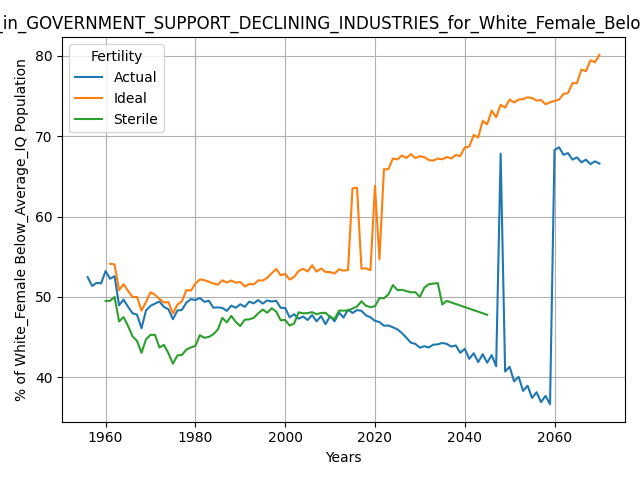 _in_GOVERNMENT_SUPPORT_DECLINING_INDUSTRIES_for_White_Female_Belo
% of White_Female Below_Average_IQ Population
80
70
60
50
40
Fertility
Actual
Ideal
Sterile
1960 1980 2000 2020 2040 2060
Years